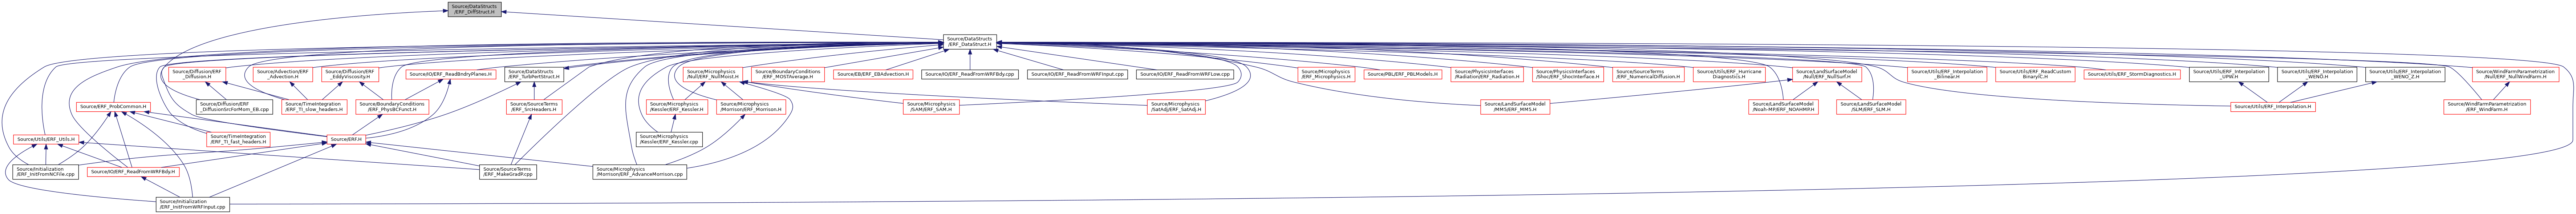 Source/DataStructs
/ERF_DiffStruct.H
Source/DataStructs
/ERF_DataStruct.H
Source/Diffusion/ERF
_Diffusion.H
Source/Advection/ERF
_Advection.H
Source/Diffusion/ERF
_EddyViscosity.H
Source/IO/ERF_ReadBndryPlanes.H
Source/DataStructs
/ERF_TurbPertStruct.H
Source/Microphysics
/Null/ERF_NullMoist.H
Source/BoundaryConditions
/ERF_MOSTAverage.H
Source/EB/ERF_EBAdvection.H
Source/IO/ERF_ReadFromWRFBdy.cpp
Source/IO/ERF_ReadFromWRFInput.cpp
Source/IO/ERF_ReadFromWRFLow.cpp
Source/Microphysics
/ERF_Microphysics.H
Source/PBL/ERF_PBLModels.H
Source/PhysicsInterfaces
/Radiation/ERF_Radiation.H
Source/PhysicsInterfaces
/Shoc/ERF_ShocInterface.H
Source/SourceTerms
/ERF_NumericalDiffusion.H
Source/Utils/ERF_Hurricane
Diagnostics.H
Source/LandSurfaceModel
/Null/ERF_NullSurf.H
Source/Utils/ERF_Interpolation
_Bilinear.H
Source/Utils/ERF_ReadCustom
BinaryIC.H
Source/Utils/ERF_StormDiagnostics.H
Source/Utils/ERF_Interpolation
_UPW.H
Source/Utils/ERF_Interpolation
_WENO.H
Source/Utils/ERF_Interpolation
_WENO_Z.H
Source/WindFarmParametrization
/Null/ERF_NullWindFarm.H
Source/ERF_ProbCommon.H
Source/Diffusion/ERF
_DiffusionSrcForMom_EB.cpp
Source/TimeIntegration
/ERF_TI_slow_headers.H
Source/BoundaryConditions
/ERF_PhysBCFunct.H
Source/SourceTerms
/ERF_SrcHeaders.H
Source/Microphysics
/Kessler/ERF_Kessler.H
Source/Microphysics
/Morrison/ERF_Morrison.H
Source/Microphysics
/SAM/ERF_SAM.H
Source/Microphysics
/SatAdj/ERF_SatAdj.H
Source/LandSurfaceModel
/MM5/ERF_MM5.H
Source/LandSurfaceModel
/Noah-MP/ERF_NOAHMP.H
Source/LandSurfaceModel
/SLM/ERF_SLM.H
Source/Utils/ERF_Interpolation.H
Source/WindFarmParametrization
/ERF_WindFarm.H
Source/Utils/ERF_Utils.H
Source/TimeIntegration
/ERF_TI_fast_headers.H
Source/ERF.H
Source/Microphysics
/Kessler/ERF_Kessler.cpp
Source/Initialization
/ERF_InitFromNCFile.cpp
Source/IO/ERF_ReadFromWRFBdy.H
Source/SourceTerms
/ERF_MakeGradP.cpp
Source/Microphysics
/Morrison/ERF_AdvanceMorrison.cpp
Source/Initialization
/ERF_InitFromWRFInput.cpp